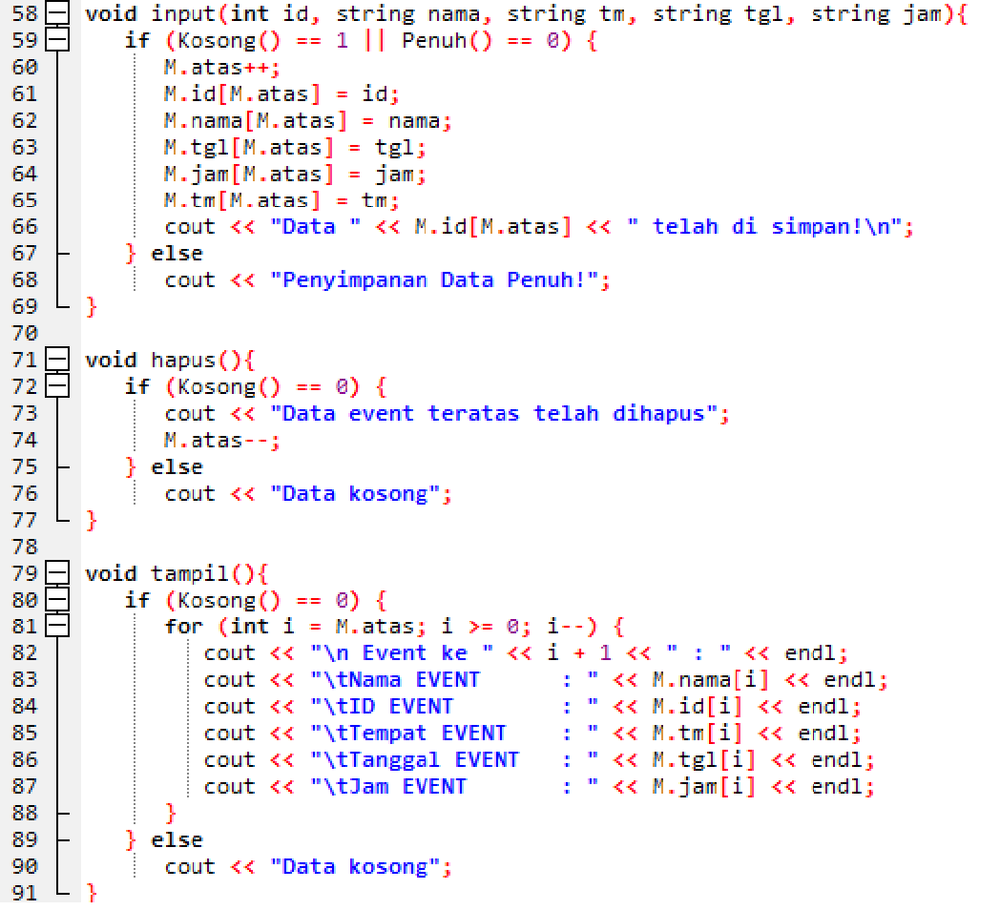 58 void input(int id, string nama, string tm, string tgl, string jam){
59 if (Kosong() == 1 || Penuh() == 0) {
60 M.atas++;
61 M.id[M.atas] = id;
62 M.nama[M.atas] = nama;
63 M.tgl[M.atas] = tgl;
64 M.jam[M.atas] = jam;
65 M.tm[M.atas] = tm;
66 cout << "Data " << M.id[M.atas] << " telah di simpan!\n";
67 } else
68 cout << "Penyimpanan Data Penuh!";
69 }
70
71 void hapus(){
72 if (Kosong() == 0) {
73 cout << "Data event teratas telah dihapus";
74 M.atas--;
75 } else
76 cout << "Data kosong";
77 }
78
79 void tampil(){
80 if (Kosong() == 0) {
81 for (int i = M.atas; i >= 0; i--) {
82 cout << "\n Event ke " << i + 1 << " : " << endl;
83 cout << "\tNama EVENT      : " << M.nama[i] << endl;
84 cout << "\tID EVENT        : " << M.id[i] << endl;
85 cout << "\tTempat EVENT    : " << M.tm[i] << endl;
86 cout << "\tTanggal EVENT   : " << M.tgl[i] << endl;
87 cout << "\tJam EVENT       : " << M.jam[i] << endl;
88 }
89 } else
90 cout << "Data kosong";
91 }